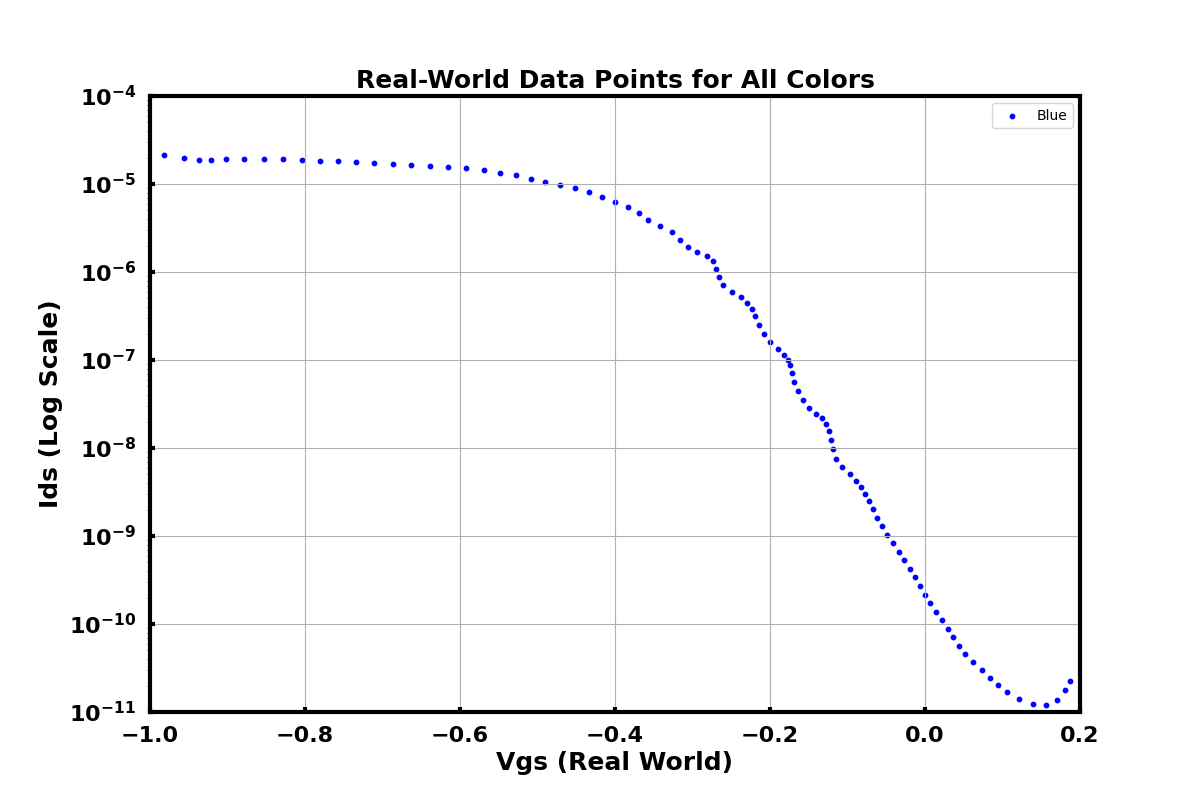 Real-World Data Points for All Colors
Blue
10⁻⁴
10⁻⁵
10⁻⁶
10⁻⁷
10⁻⁸
10⁻⁹
10⁻¹⁰
10⁻¹¹
Ids (Log Scale)
−1.0 −0.8 −0.6 −0.4 −0.2 0.0 0.2
Vgs (Real World)